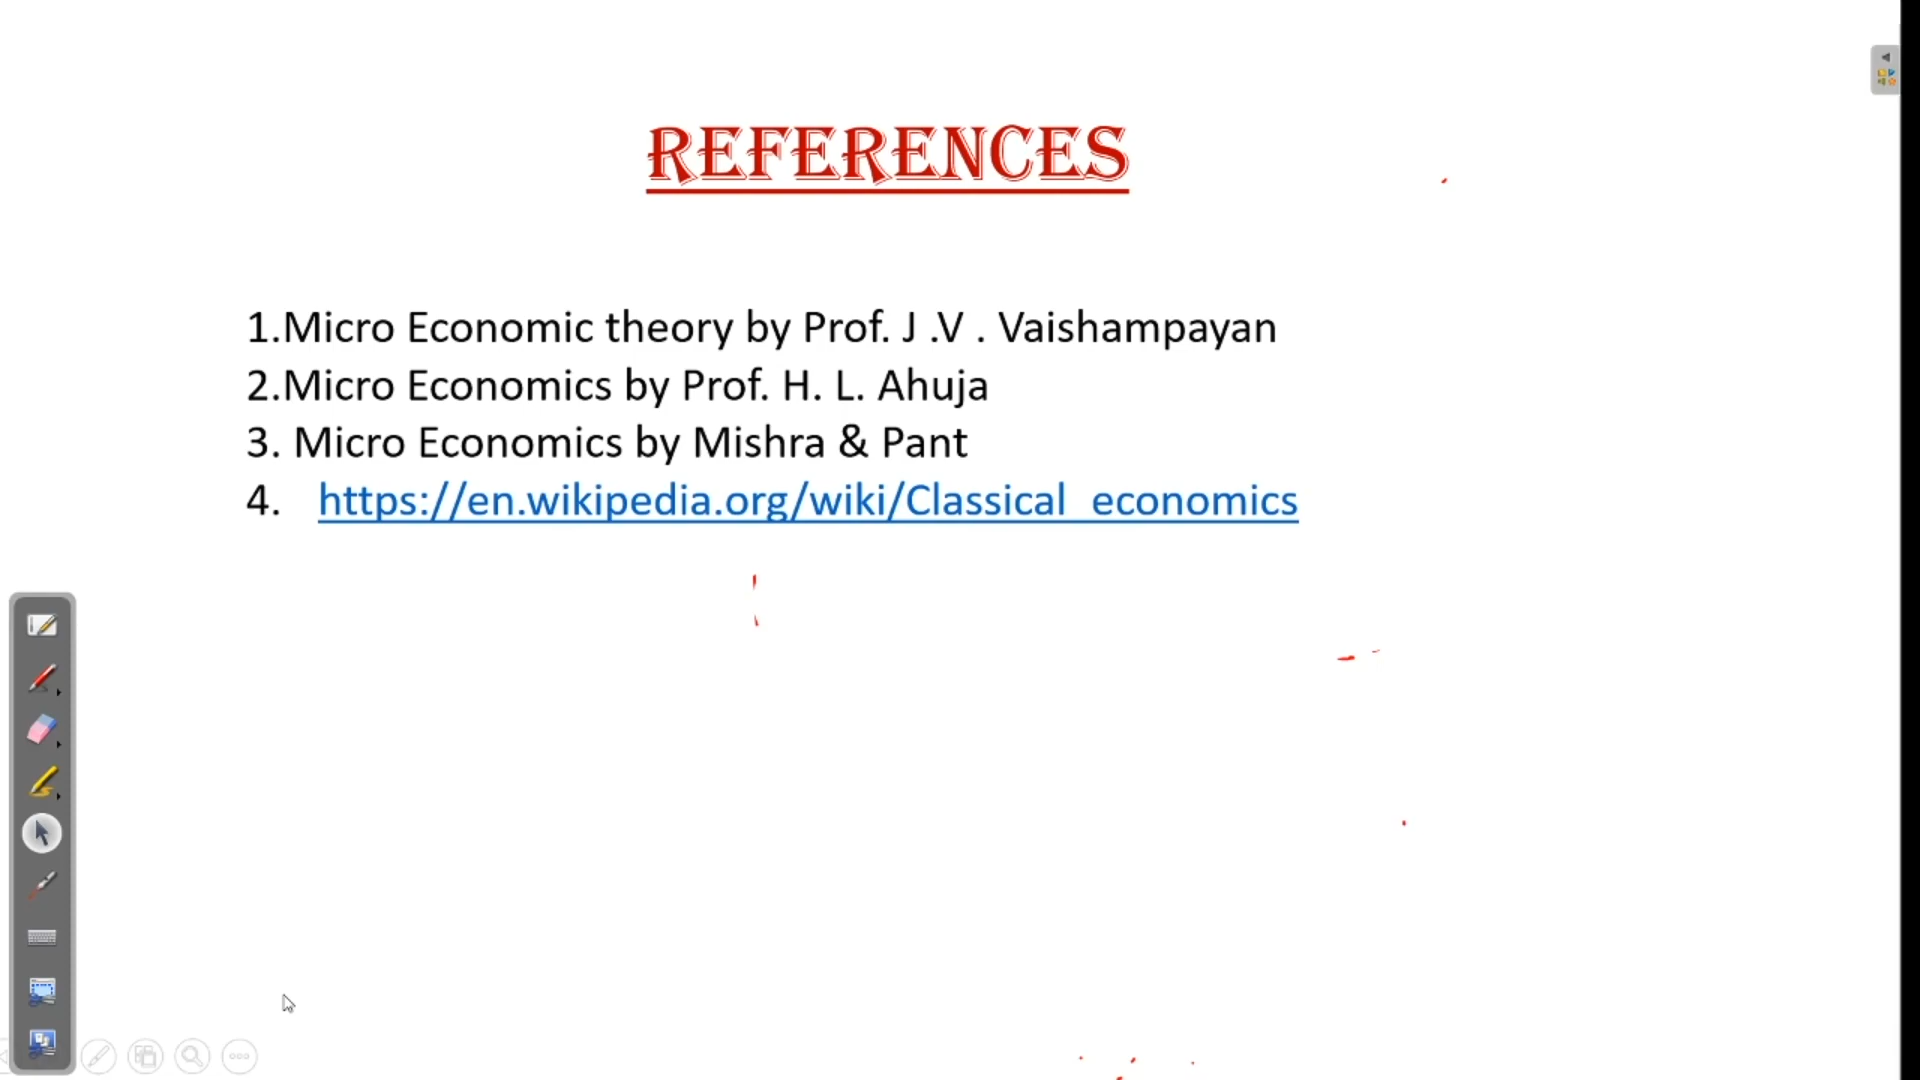 REFERENCES
1.Micro Economic theory by Prof. J .V . Vaishampayan
2.Micro Economics by Prof. H. L. Ahuja
3. Micro Economics by Mishra & Pant
4. https://en.wikipedia.org/wiki/Classical_economics